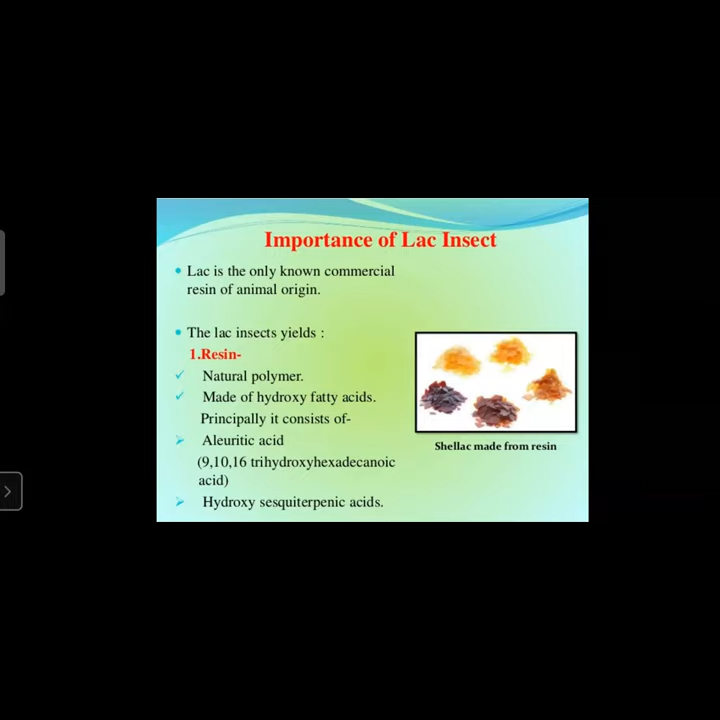 Importance of Lac Insect
• Lac is the only known commercial
resin of animal origin.
• The lac insects yields :
1.Resin-
✓ Natural polymer.
✓ Made of hydroxy fatty acids.
Principally it consists of-
➢ Aleuritic acid
(9,10,16 trihydroxyhexadecanoic
acid)
➢ Hydroxy sesquiterpenic acids.
Shellac made from resin